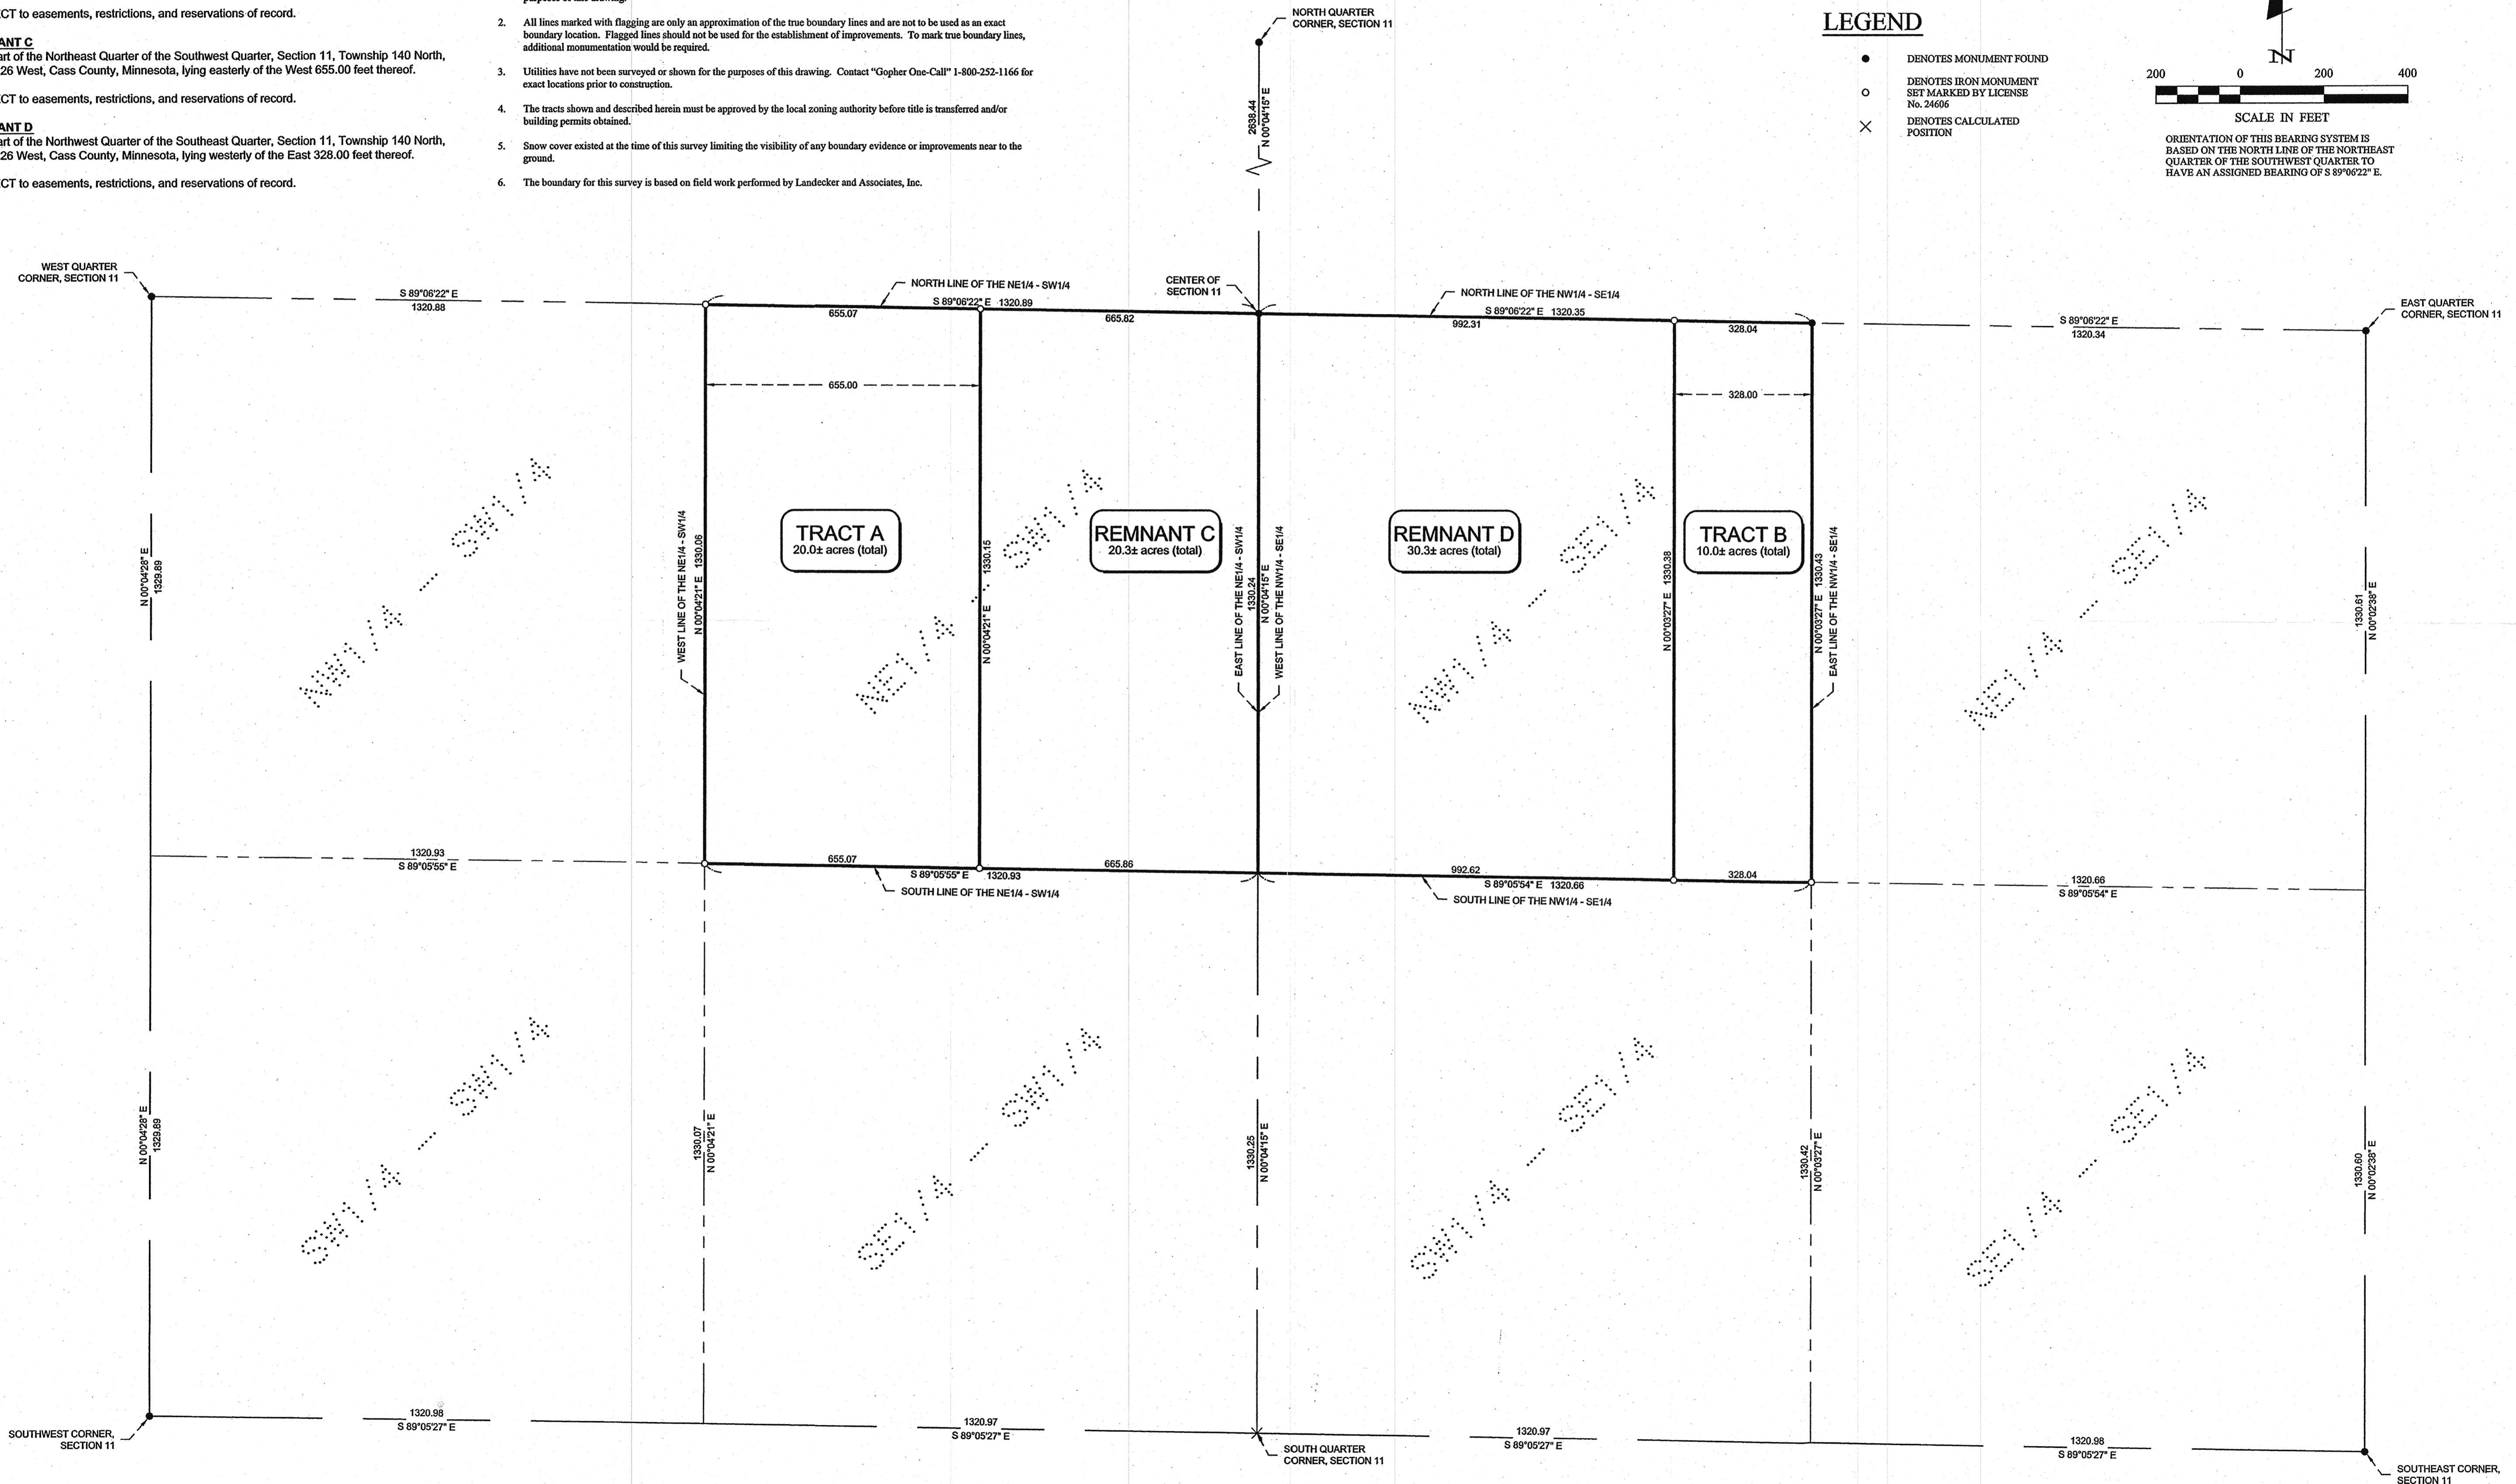 CT to easements, restrictions, and reservations of record.
ANT C
art of the Northeast Quarter of the Southwest Quarter, Section 11, Township 140 North,
26 West, Cass County, Minnesota, lying easterly of the West 655.00 feet thereof.
CT to easements, restrictions, and reservations of record.
ANT D
art of the Northwest Quarter of the Southeast Quarter, Section 11, Township 140 North,
26 West, Cass County, Minnesota, lying westerly of the East 328.00 feet thereof.
CT to easements, restrictions, and reservations of record.
purposes of this drawing.
2. All lines marked with flagging are only an approximation of the true boundary lines and are not to be used as an exact
boundary location. Flagged lines should not be used for the establishment of improvements. To mark true boundary lines,
additional monumentation would be required.
3. Utilities have not been surveyed or shown for the purposes of this drawing. Contact "Gopher One-Call" 1-800-252-1166 for
exact locations prior to construction.
4. The tracts shown and described herein must be approved by the local zoning authority before title is transferred and/or
building permits obtained.
5. Snow cover existed at the time of this survey limiting the visibility of any boundary evidence or improvements near to the
ground.
6. The boundary for this survey is based on field work performed by Landecker and Associates, Inc.
NORTH QUARTER
CORNER, SECTION 11
2638.44
N 00°04'15" E
LEGEND
DENOTES MONUMENT FOUND
DENOTES IRON MONUMENT
SET MARKED BY LICENSE
No. 24606
DENOTES CALCULATED
POSITION
N
200 0 200 400
SCALE IN FEET
ORIENTATION OF THIS BEARING SYSTEM IS
BASED ON THE NORTH LINE OF THE NORTHEAST
QUARTER OF THE SOUTHWEST QUARTER TO
HAVE AN ASSIGNED BEARING OF S 89°06'22" E.
WEST QUARTER
CORNER, SECTION 11
S 89°06'22" E
1320.88
NORTH LINE OF THE NE1/4 - SW1/4
S 89°06'22" E 1320.89
655.07
665.82
CENTER OF
SECTION 11
NORTH LINE OF THE NW1/4 - SE1/4
S 89°06'22" E 1320.35
992.31
328.04
S 89°06'22" E
1320.34
EAST QUARTER
CORNER, SECTION 11
655.00
328.00
N 00°04'28" E
1329.89
NW1/4 - SW1/4
WEST LINE OF THE NE1/4 - SW1/4
N 00°04'21" E 1330.06
TRACT A
20.0± acres (total)
NE1/4 - SW1/4
N 00°04'21" E 1330.15
REMNANT C
20.3± acres (total)
EAST LINE OF THE NE1/4 - SW1/4
1330.24
N 00°04'15" E
WEST LINE OF THE NW1/4 - SE1/4
REMNANT D
30.3± acres (total)
NW1/4 - SE1/4
N 00°03'27" E 1330.38
TRACT B
10.0± acres (total)
N 00°03'27" E 1330.43
EAST LINE OF THE NW1/4 - SE1/4
NE1/4 - SE1/4
1330.61
N 00°02'38" E
1320.93
S 89°05'55" E
655.07
665.86
S 89°05'55" E 1320.93
SOUTH LINE OF THE NE1/4 - SW1/4
992.62
328.04
S 89°05'54" E 1320.66
SOUTH LINE OF THE NW1/4 - SE1/4
1320.66
S 89°05'54" E
N 00°04'28" E
1329.89
SW1/4 - SW1/4
1330.07
N 00°04'21" E
SE1/4 - SW1/4
1330.25
N 00°04'15" E
SW1/4 - SE1/4
1330.42
N 00°03'27" E
SE1/4 - SE1/4
1330.60
N 00°02'38" E
SOUTHWEST CORNER,
SECTION 11
1320.98
S 89°05'27" E
1320.97
S 89°05'27" E
SOUTH QUARTER
CORNER, SECTION 11
1320.97
S 89°05'27" E
1320.98
S 89°05'27" E
SOUTHEAST CORNER,
SECTION 11